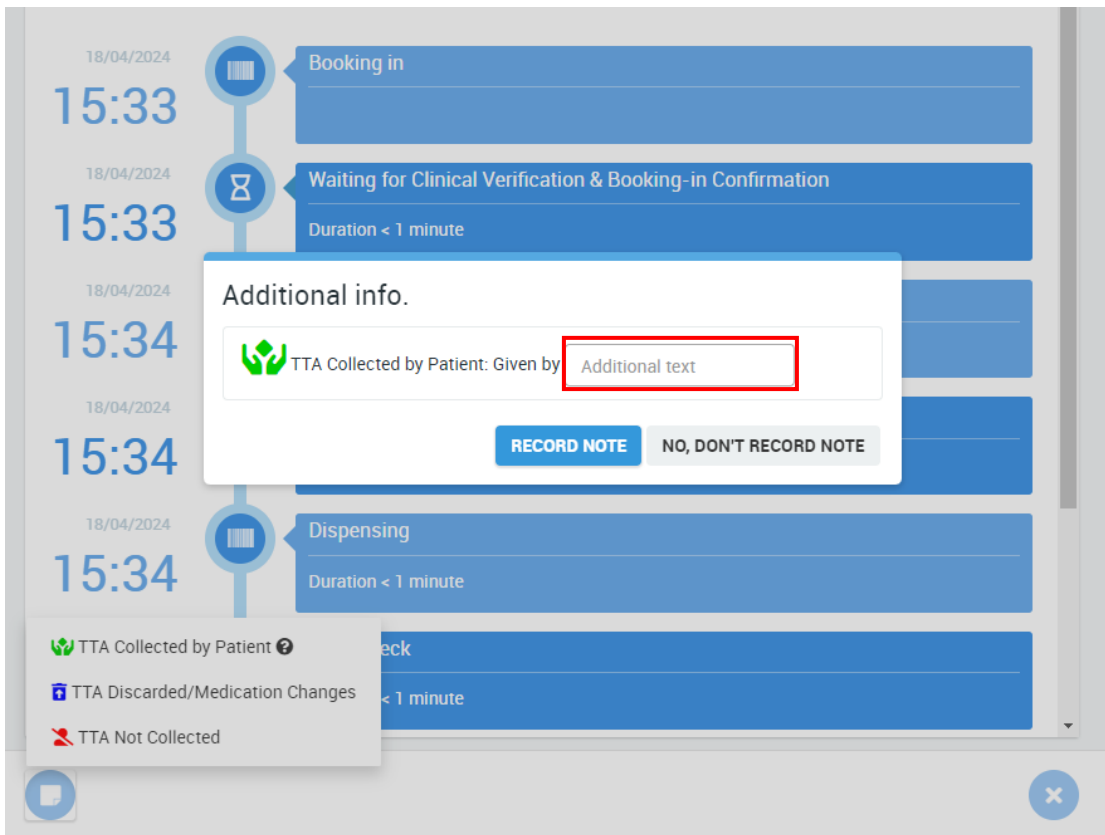 18/04/2024
15:33
Booking in
18/04/2024
15:33
Waiting for Clinical Verification & Booking-in Confirmation
Duration < 1 minute
18/04/2024
15:34
Additional info.
TTA Collected by Patient: Given by Additional text
RECORD NOTE NO, DON'T RECORD NOTE
18/04/2024
15:34
18/04/2024
15:34
Dispensing
Duration < 1 minute
TTA Collected by Patient ?
TTA Discarded/Medication Changes
TTA Not Collected
eck
< 1 minute